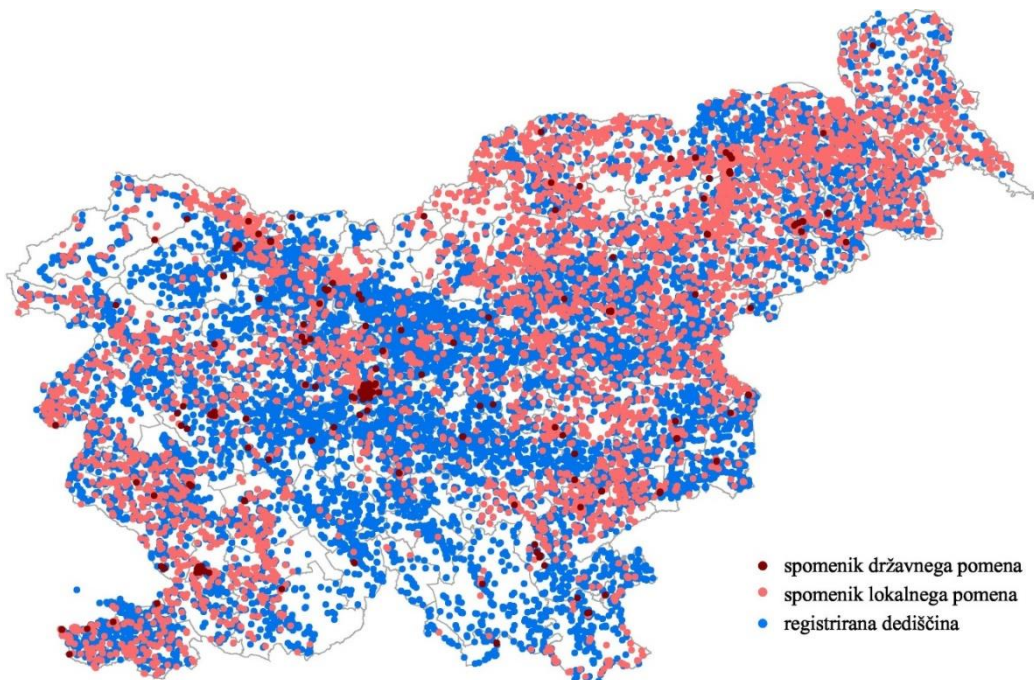 spomenik državnega pomena
spomenik lokalnega pomena
registrirana dediščina